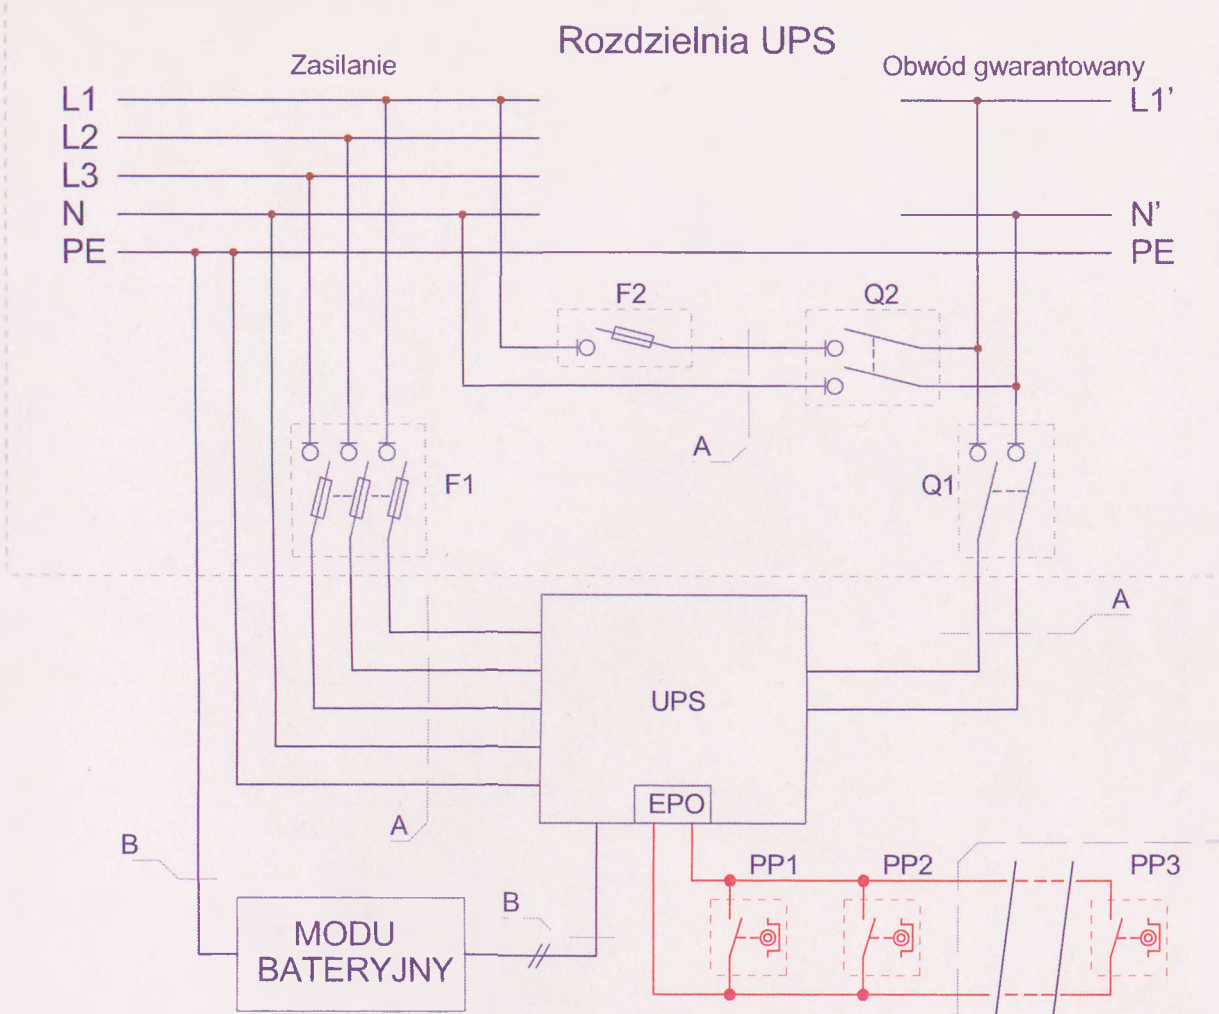 Rozdzielnia UPS
Zasilanie
Obwód gwarantowany
L1
L1’
L2
L3
N
N’
PE
PE
F2
Q2
A
F1
Q1
A
UPS
EPO
A
B
PP1
PP2
PP3
B
MODU
BATERYJNY